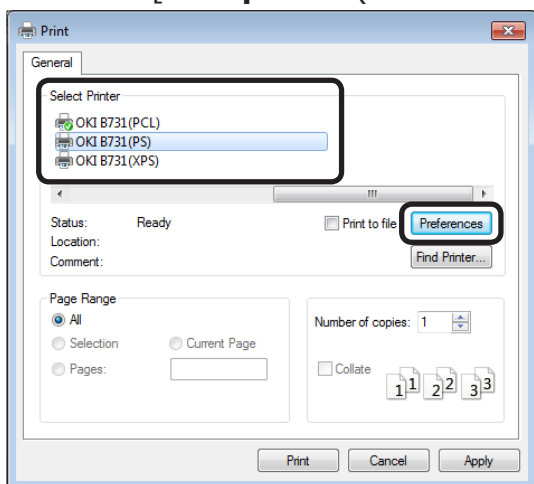 Print
General
Select Printer
OKI B731(PCL)
OKI B731(PS)
OKI B731(XPS)
Status: Ready
Print to file
Preferences
Location:
Comment:
Find Printer...
Page Range
All
Selection
Current Page
Pages:
Number of copies: 1
Collate
1 1 2 2 3 3
Print Cancel Apply